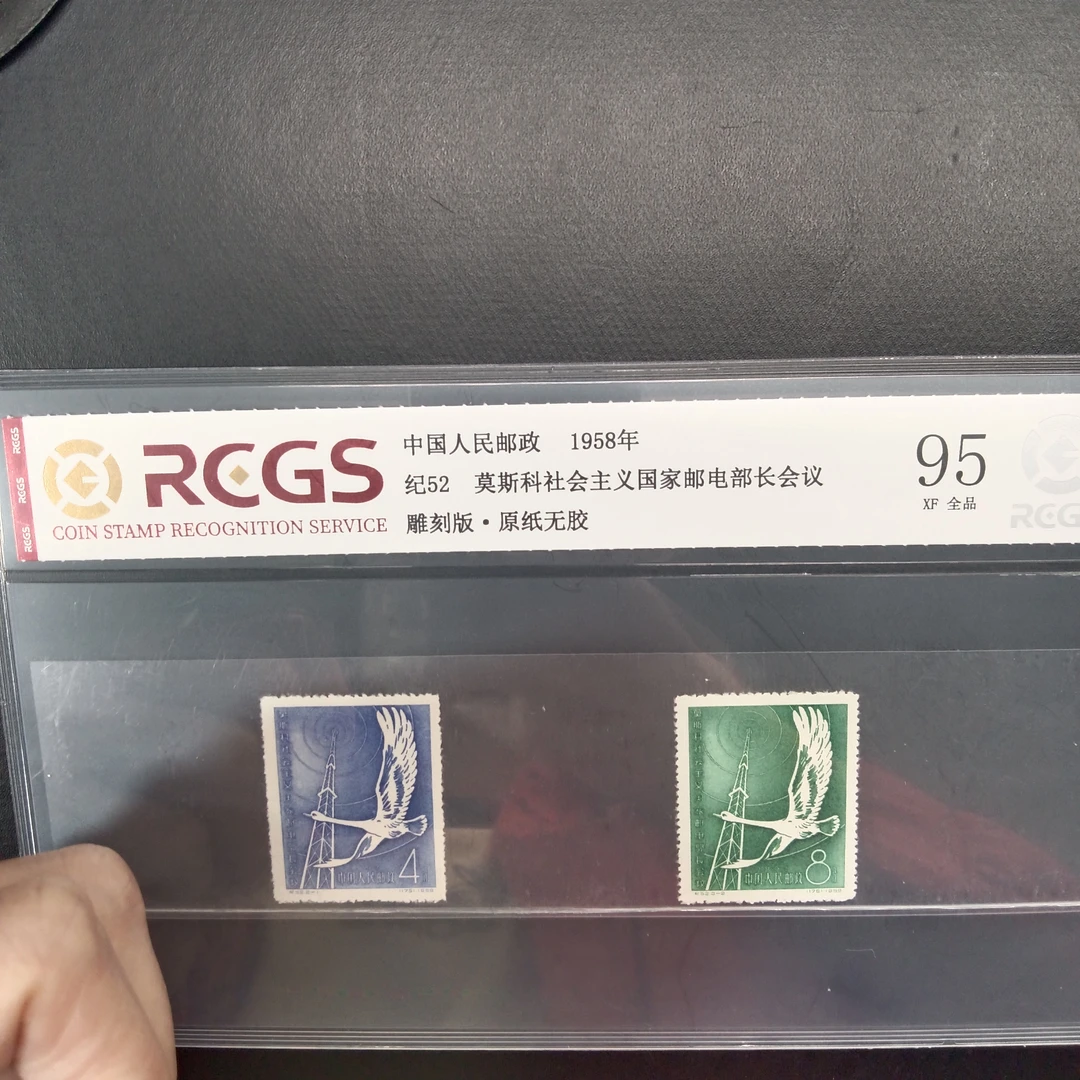 RCGS
RCGS
RCGS
RCGS
COIN STAMP RECOGNITION SERVICE
中国人民邮政 1958年
纪52 莫斯科社会主义国家邮电部长会议
雕刻版·原纸无胶
95
XF 全品
RCG
4
中国人民邮政
8
中国人民邮政